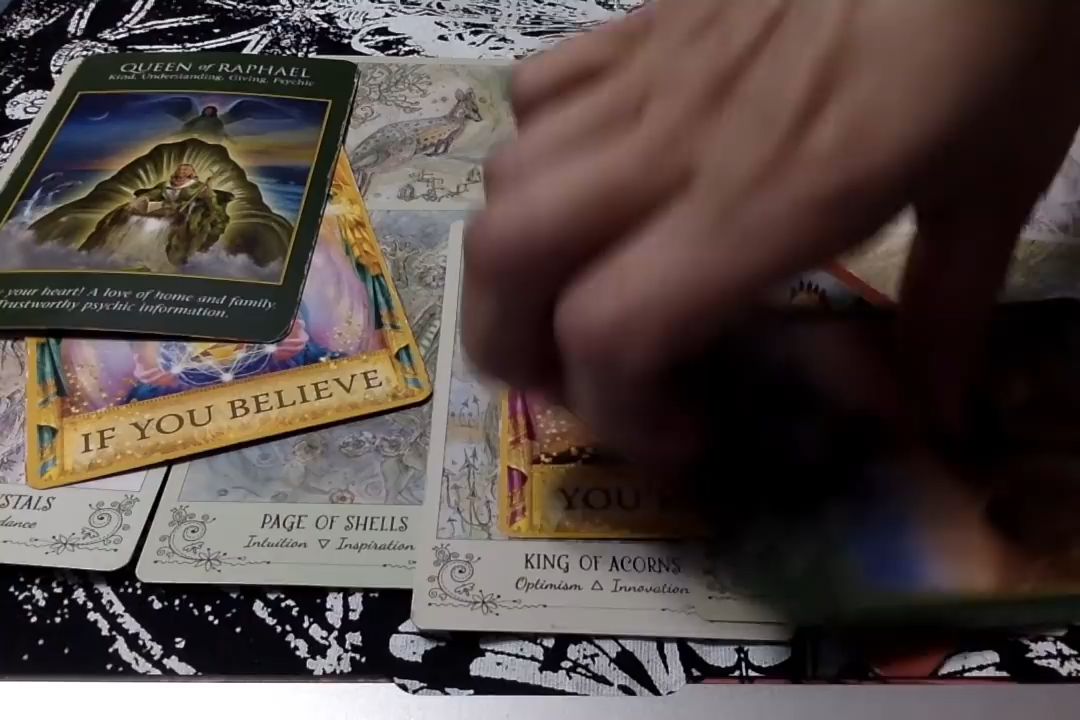 QUEEN of RAPHAEL
Kind, Understanding, Giving, Psychic
your heart! A love of home and family.
Trustworthy psychic information.
IF YOU BELIEVE
STALS
dance
PAGE OF SHELLS
Intuition ▽ Inspiration
YOU'
KING OF ACORNS
Optimism △ Innovation